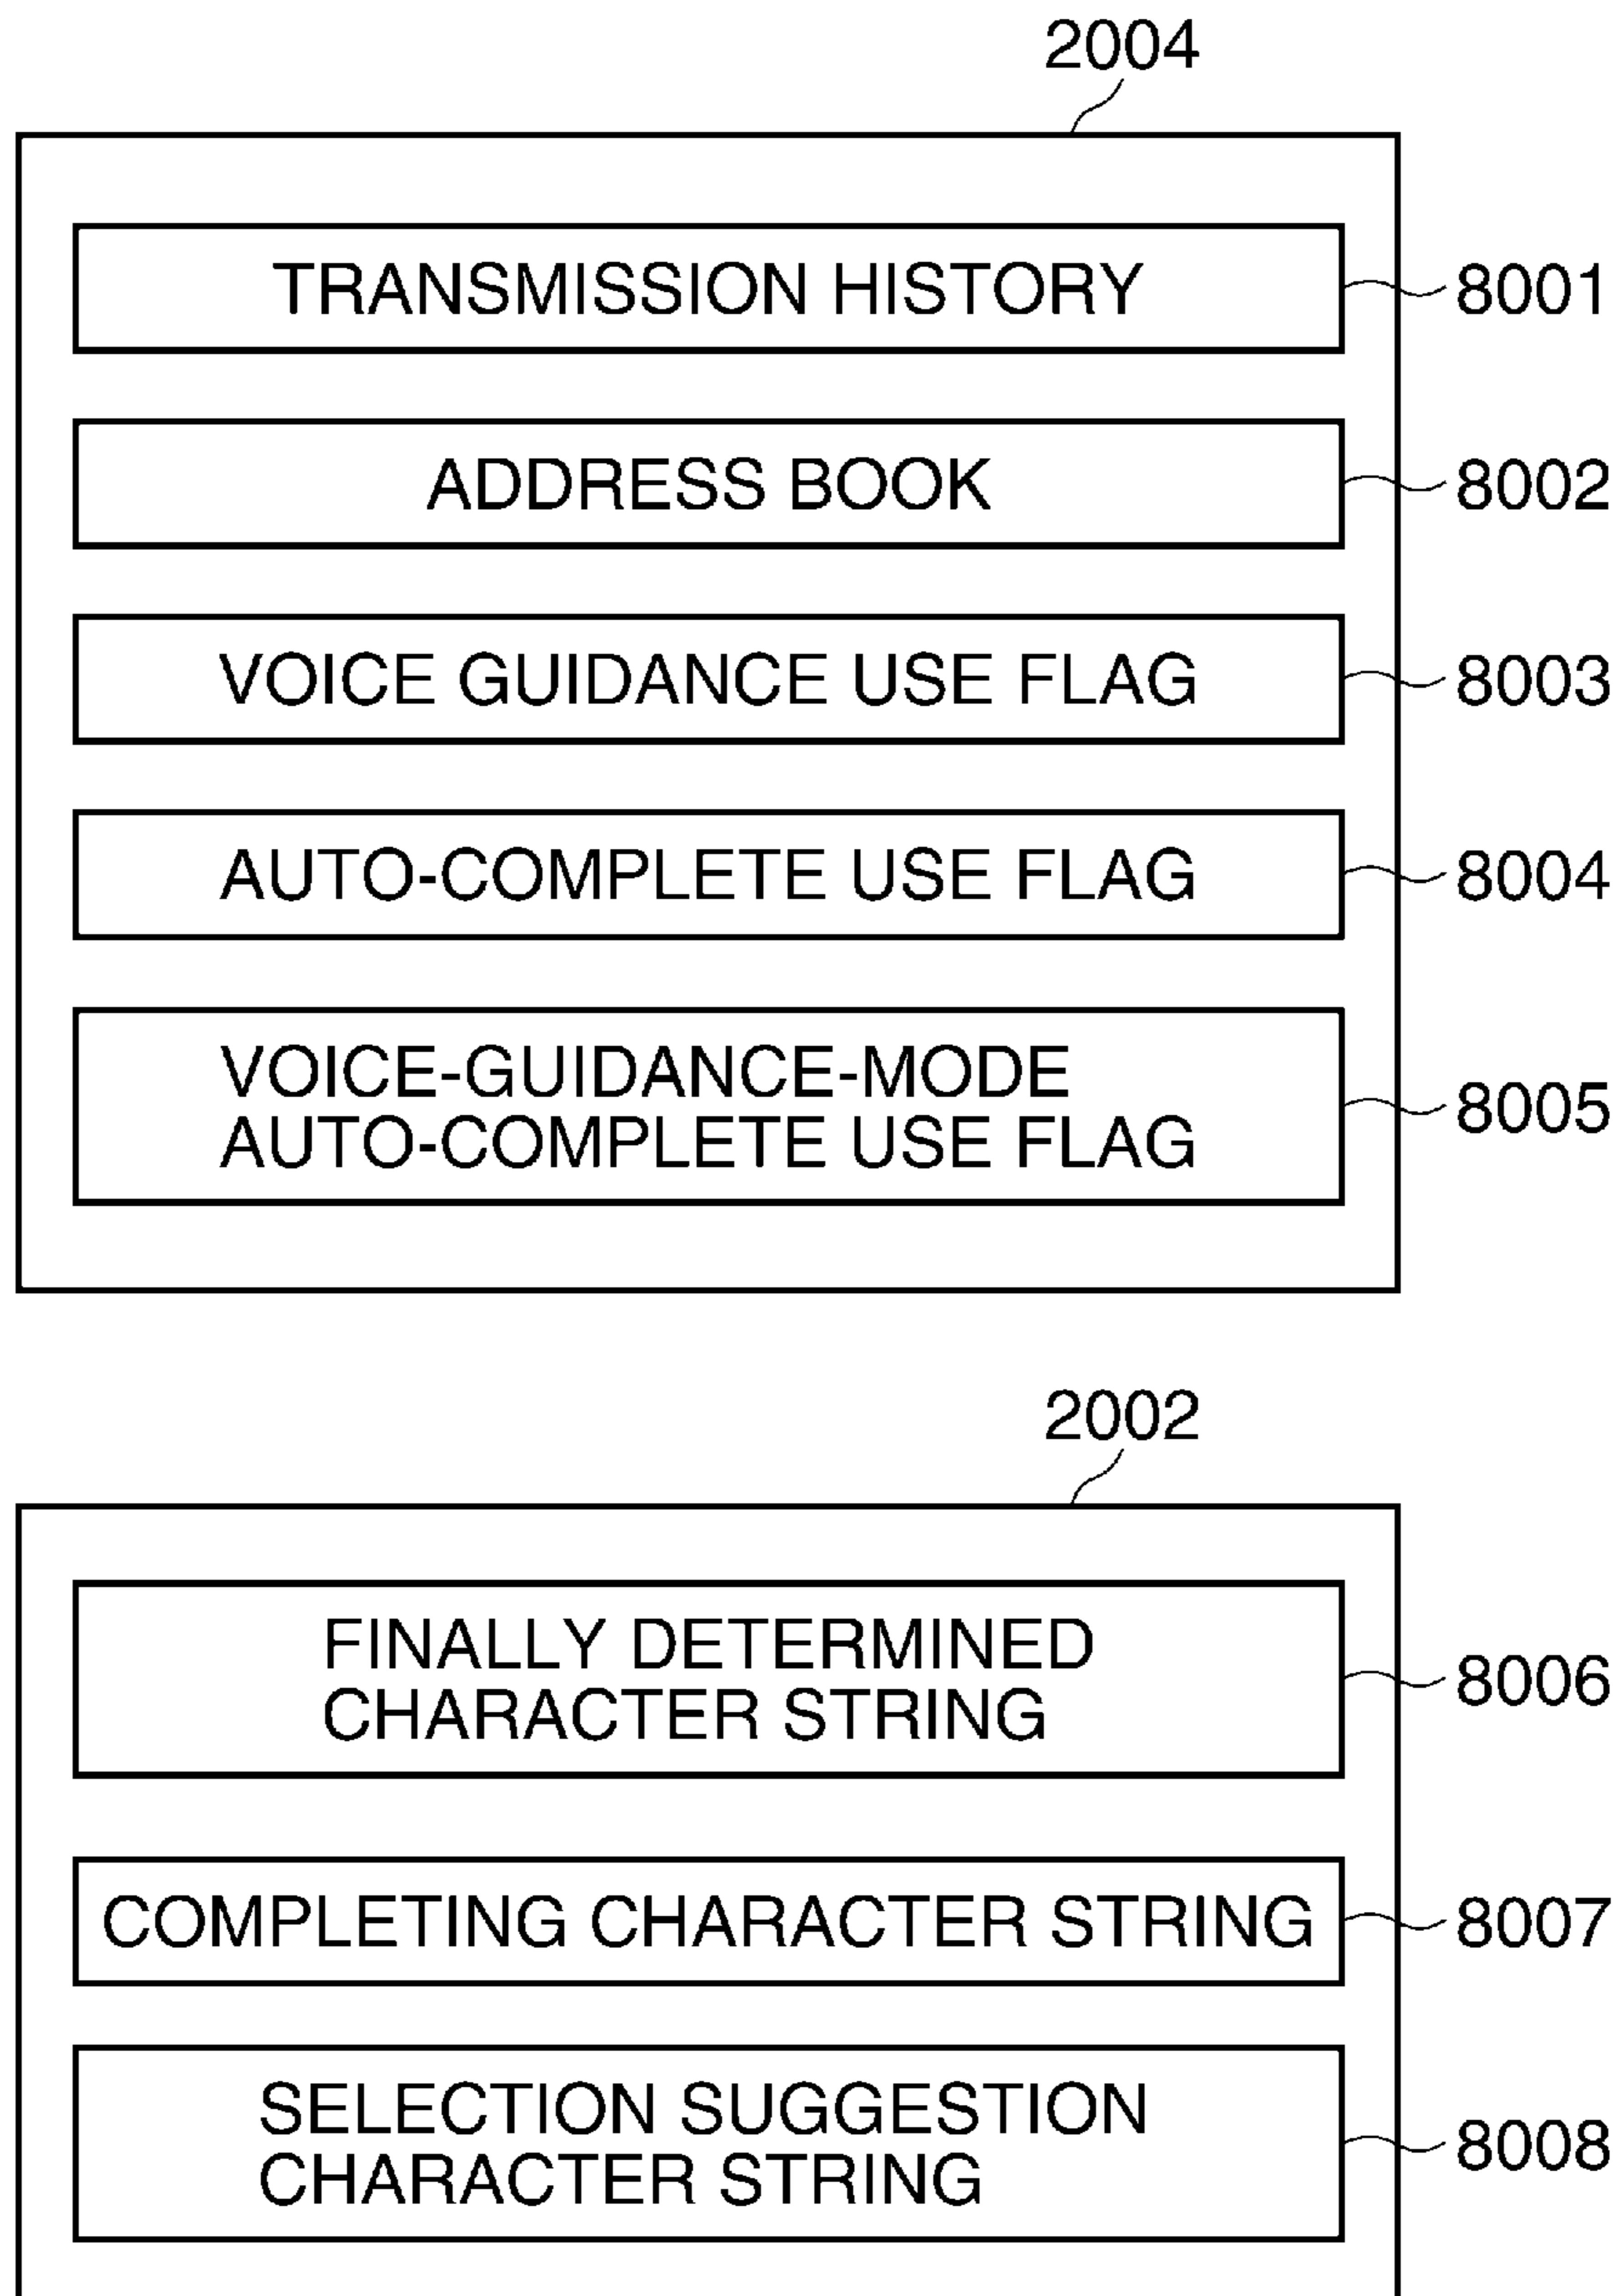 2004
TRANSMISSION HISTORY 8001
ADDRESS BOOK 8002
VOICE GUIDANCE USE FLAG 8003
AUTO-COMPLETE USE FLAG 8004
VOICE-GUIDANCE-MODE
AUTO-COMPLETE USE FLAG 8005
2002
FINALLY DETERMINED
CHARACTER STRING 8006
COMPLETING CHARACTER STRING 8007
SELECTION SUGGESTION
CHARACTER STRING 8008